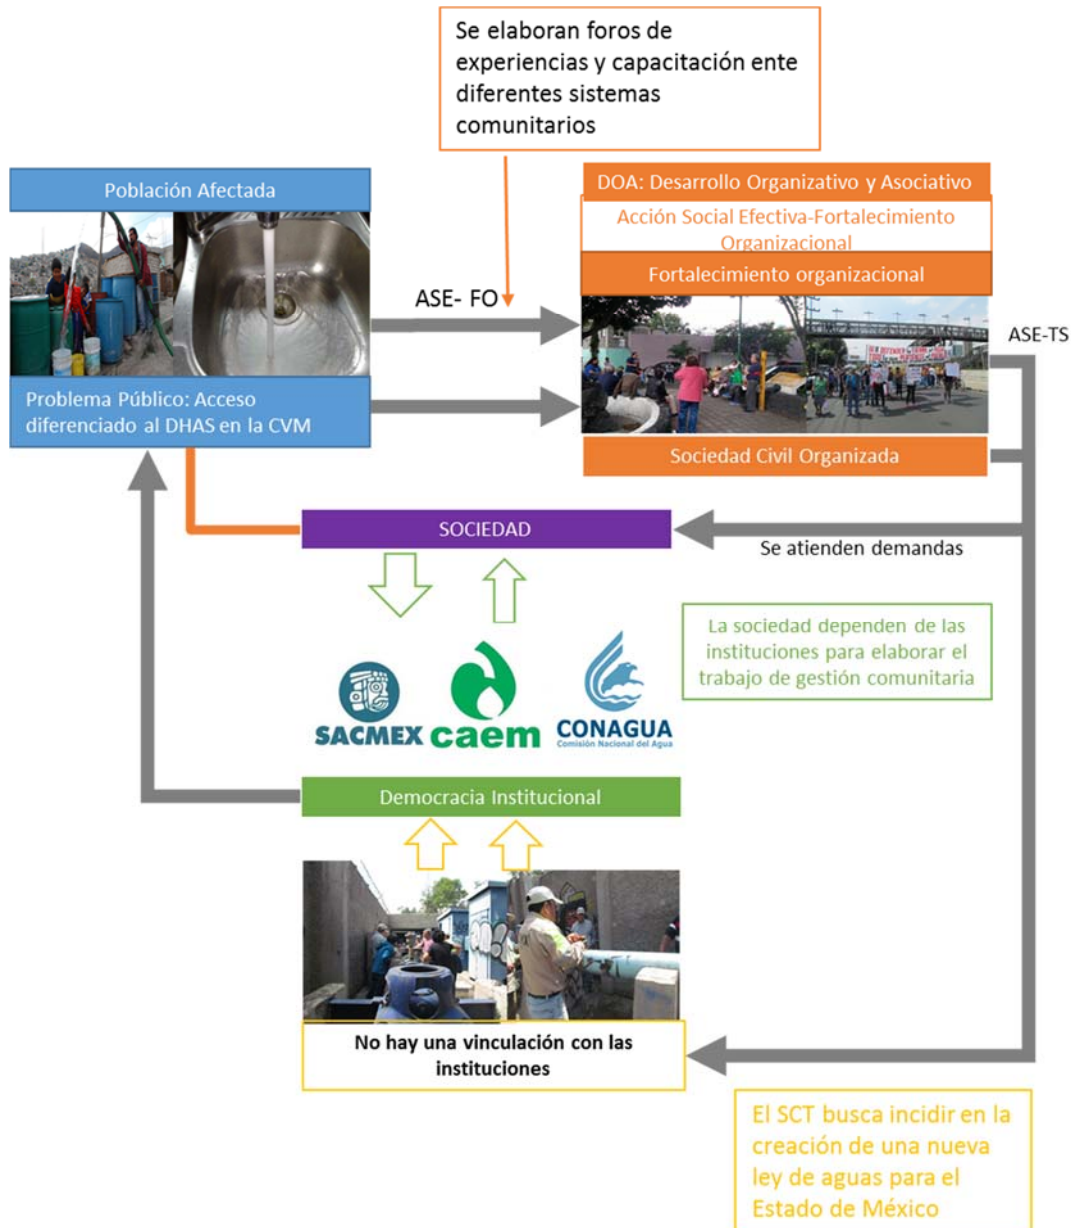 Se elaboran foros de
experiencias y capacitación ente
diferentes sistemas
comunitarios
Población Afectada
DOA: Desarrollo Organizativo y Asociativo
Acción Social Efectiva-Fortalecimiento
Organizacional
Fortalecimiento organizacional
ASE- FO
ASE-TS
Problema Público: Acceso
diferenciado al DHAS en la CVM
Sociedad Civil Organizada
SOCIEDAD
Se atienden demandas
La sociedad dependen de las
instituciones para elaborar el
trabajo de gestión comunitaria
SACMEX
caem
CONAGUA
Comisión Nacional del Agua
Democracia Institucional
No hay una vinculación con las
instituciones
El SCT busca incidir en la
creación de una nueva
ley de aguas para el
Estado de México